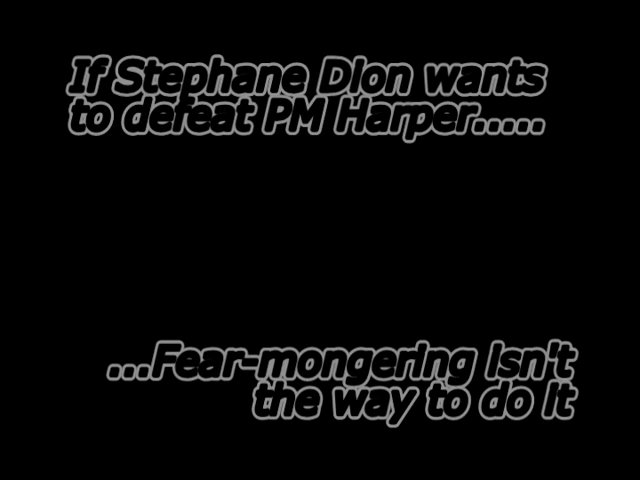 If Stephane Dion wants
to defeat PM Harper.....
...Fear-mongering isn't
the way to do it